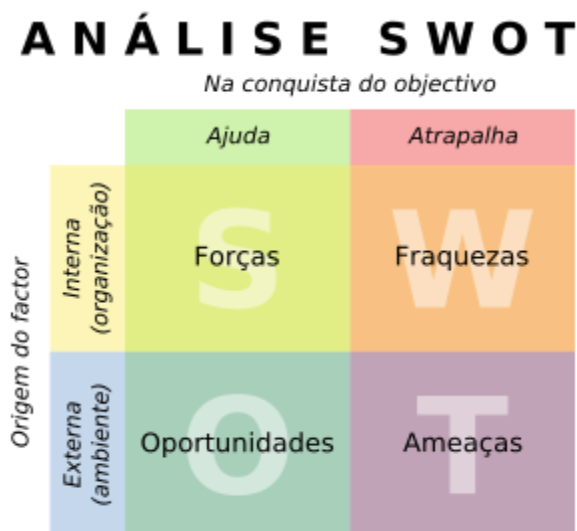 ANÁLISE SWOT
Na conquista do objectivo
Ajuda
Atrapalha
Origem do factor
Interna
(organização)
S
Forças
W
Fraquezas
Externa
(ambiente)
O
Oportunidades
T
Ameaças